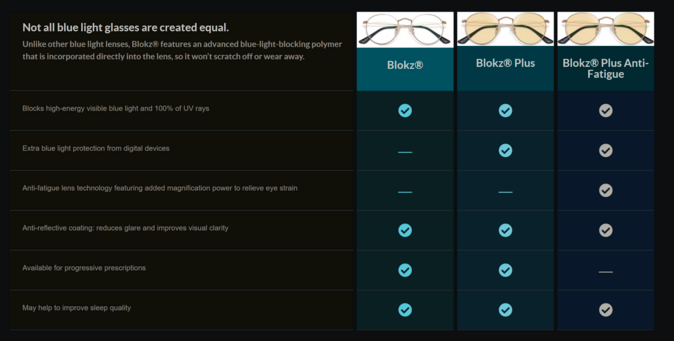 Not all blue light glasses are created equal.
Unlike other blue light lenses, Blokz® features an advanced blue-light-blocking polymer
that is incorporated directly into the lens, so it won't scratch off or wear away.
Blokz®
Blokz® Plus
Blokz® Plus Anti-
Fatigue
Blocks high-energy visible blue light and 100% of UV rays
Extra blue light protection from digital devices
Anti-fatigue lens technology featuring added magnification power to relieve eye strain
Anti-reflective coating: reduces glare and improves visual clarity
Available for progressive prescriptions
May help to improve sleep quality